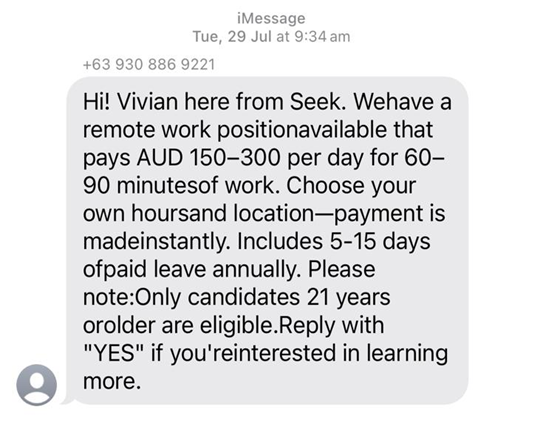 iMessage
Tue, 29 Jul at 9:34 am
+63 930 886 9221
Hi! Vivian here from Seek. Wehave a
remote work positionavailable that
pays AUD 150–300 per day for 60–
90 minutesof work. Choose your
own hoursand location—payment is
madeinstantly. Includes 5-15 days
ofpaid leave annually. Please
note:Only candidates 21 years
orolder are eligible.Reply with
"YES" if you'reinterested in learning
more.